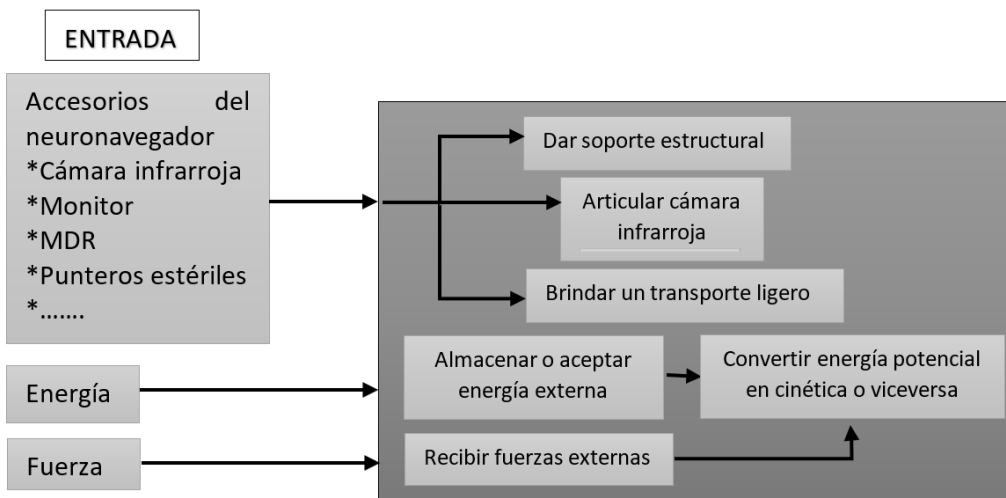 ENTRADA
Accesorios del
neuronavegador
*Cámara infrarroja
*Monitor
*MDR
*Punteros estériles
*.......
Energía
Fuerza
Dar soporte estructural
Articular cámara
infrarroja
Brindar un transporte ligero
Almacenar o aceptar
energía externa
Convertir energía potencial
en cinética o viceversa
Recibir fuerzas externas